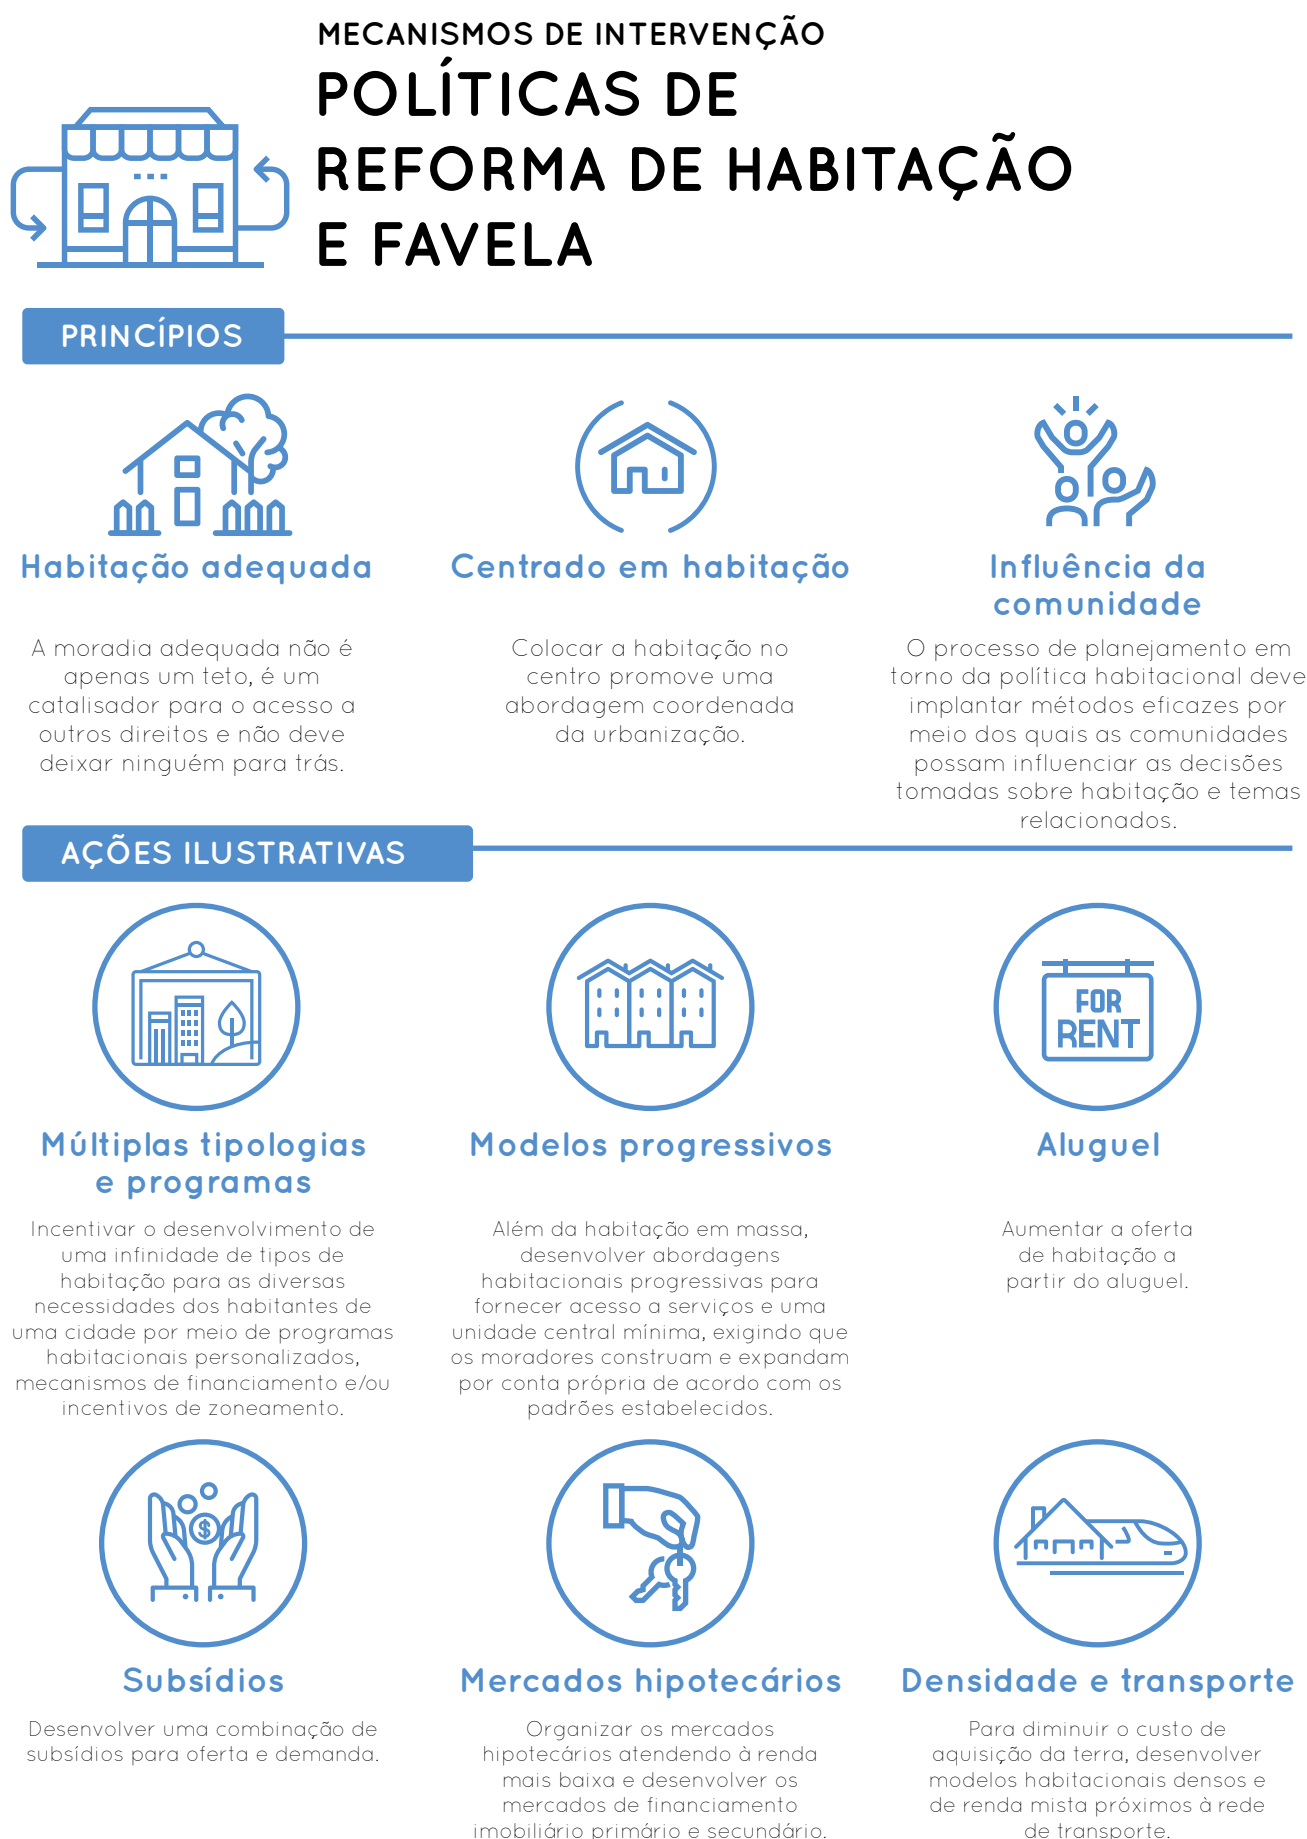 MECANISMOS DE INTERVENÇÃO
POLÍTICAS DE
REFORMA DE HABITAÇÃO
E FAVELA
PRINCÍPIOS
Habitação adequada
A moradia adequada não é
apenas um teto, é um
catalisador para o acesso a
outros direitos e não deve
deixar ninguém para trás.
Centrado em habitação
Colocar a habitação no
centro promove uma
abordagem coordenada
da urbanização.
Influência da
comunidade
O processo de planejamento em
torno da política habitacional deve
implantar métodos eficazes por
meio dos quais as comunidades
possam influenciar as decisões
tomadas sobre habitação e temas
relacionados.
AÇÕES ILUSTRATIVAS
Múltiplas tipologias
e programas
Incentivar o desenvolvimento de
uma infinidade de tipos de
habitação para as diversas
necessidades dos habitantes de
uma cidade por meio de programas
habitacionais personalizados,
mecanismos de financiamento e/ou
incentivos de zoneamento.
Modelos progressivos
Além da habitação em massa,
desenvolver abordagens
habitacionais progressivas para
fornecer acesso a serviços e uma
unidade central mínima, exigindo que
os moradores construam e expandam
por conta própria de acordo com os
padrões estabelecidos.
FOR
RENT
Aluguel
Aumentar a oferta
de habitação a
partir do aluguel.
$
Subsídios
Desenvolver uma combinação de
subsídios para oferta e demanda.
Mercados hipotecários
Organizar os mercados
hipotecários atendendo à renda
mais baixa e desenvolver os
mercados de financiamento
imobiliário primário e secundário.
Densidade e transporte
Para diminuir o custo de
aquisição da terra, desenvolver
modelos habitacionais densos e
de renda mista próximos à rede
de transporte.